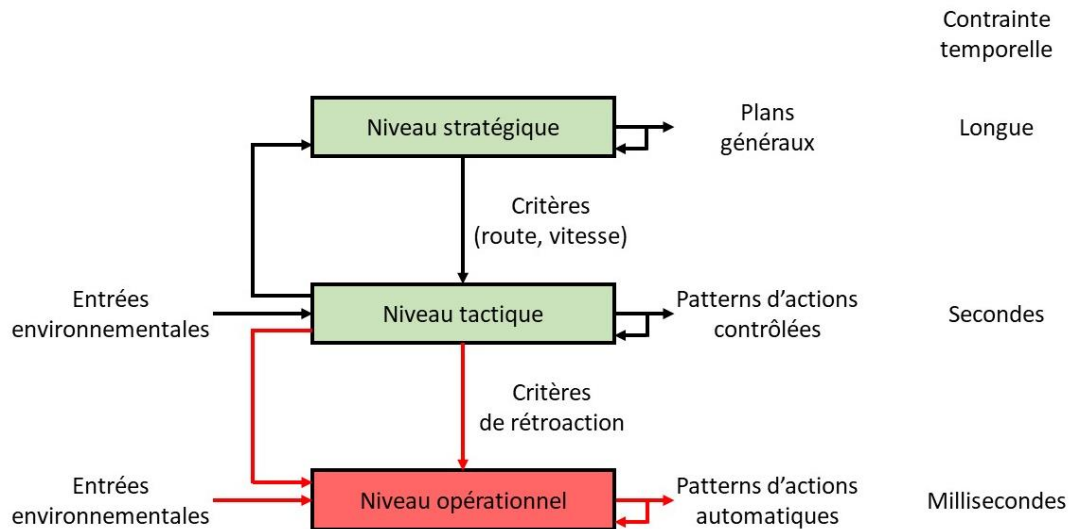 Contrainte
temporelle
Niveau stratégique
Plans
généraux
Longue
Critères
(route, vitesse)
Entrées
environnementales
Niveau tactique
Patterns d'actions
contrôlées
Secondes
Critères
de rétroaction
Entrées
environnementales
Niveau opérationnel
Patterns d'actions
automatiques
Millisecondes